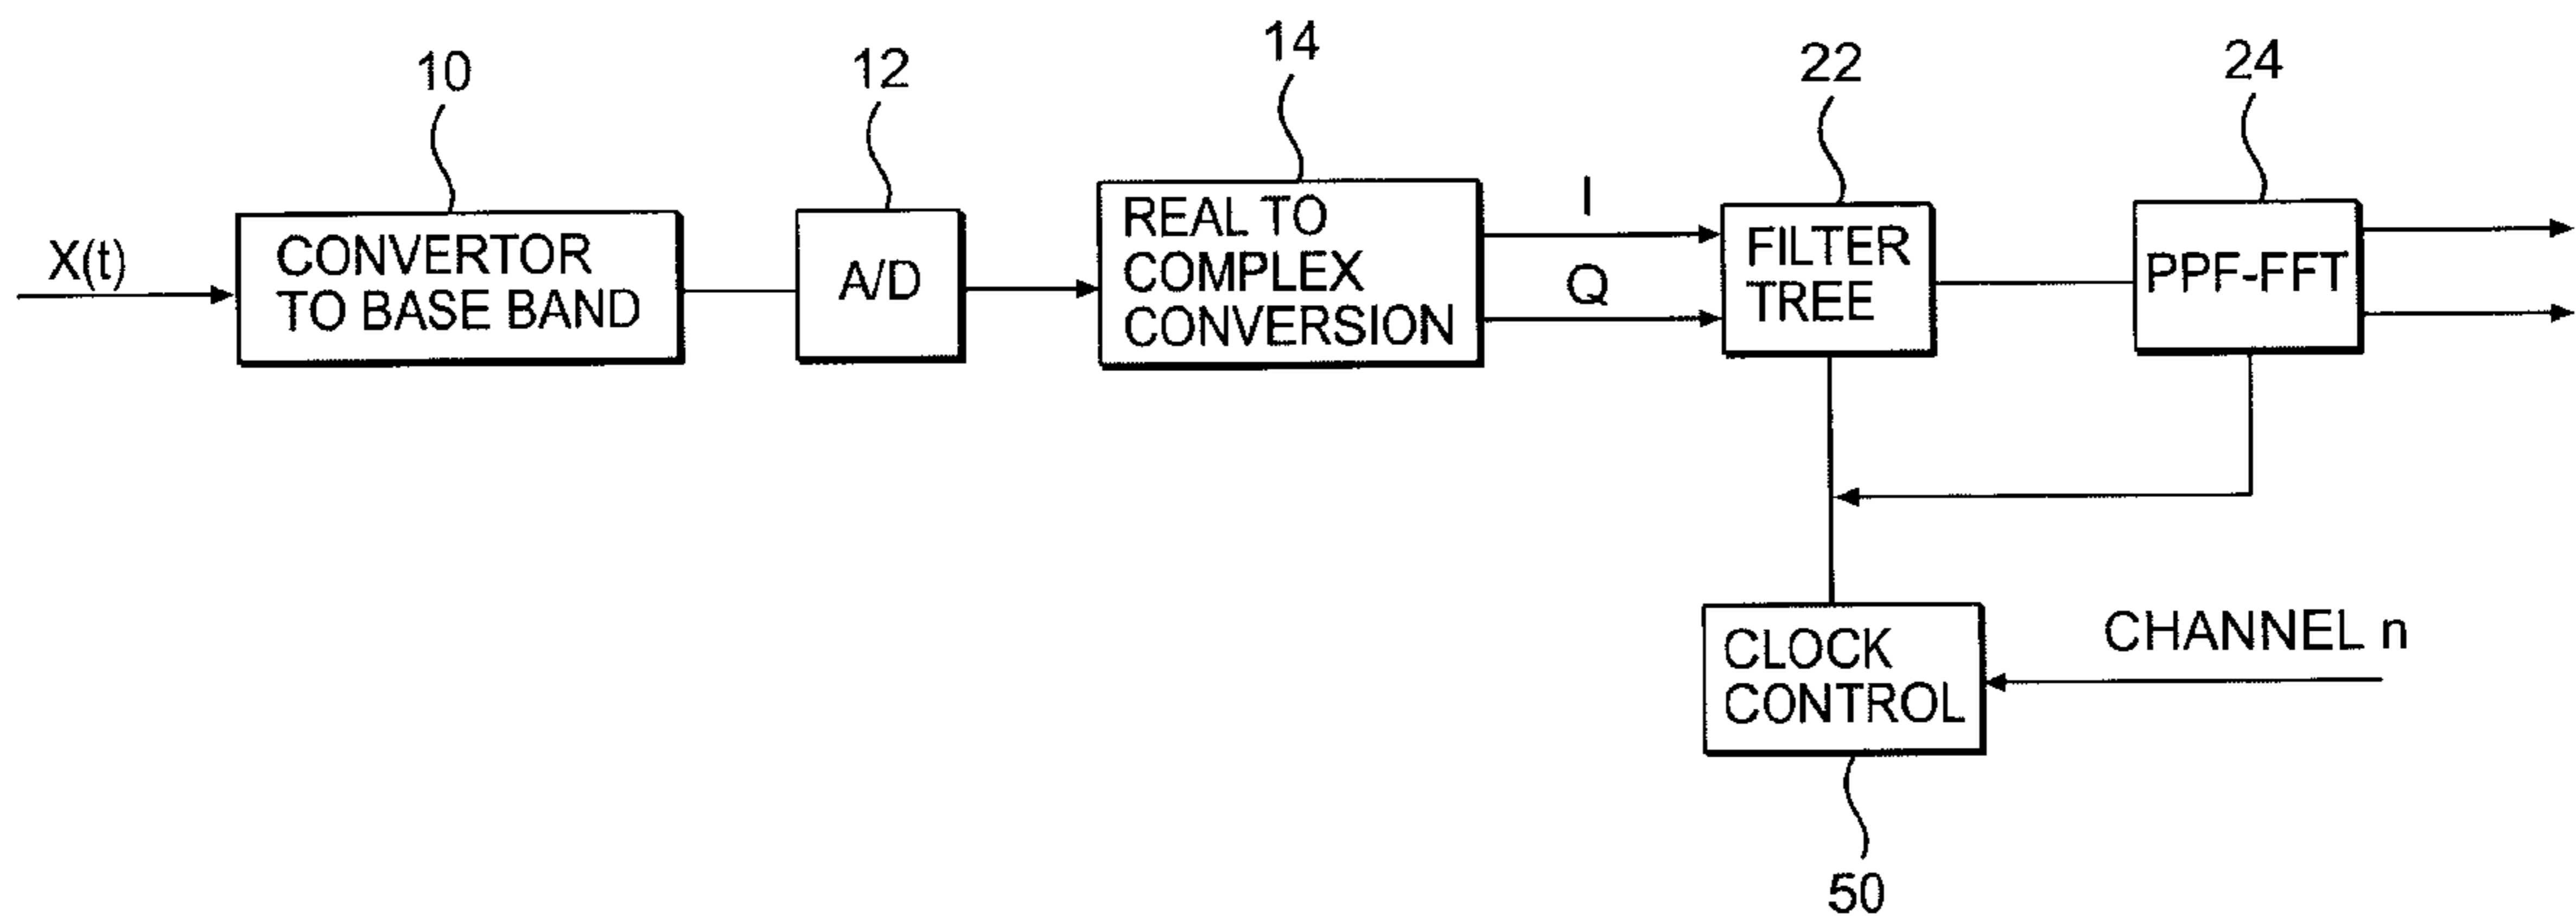 10
12
14
22
24
X(t)
CONVERTOR
TO BASE BAND
A/D
REAL TO
COMPLEX
CONVERSION
I
Q
FILTER
TREE
PPF-FFT
CLOCK
CONTROL
CHANNEL n
50